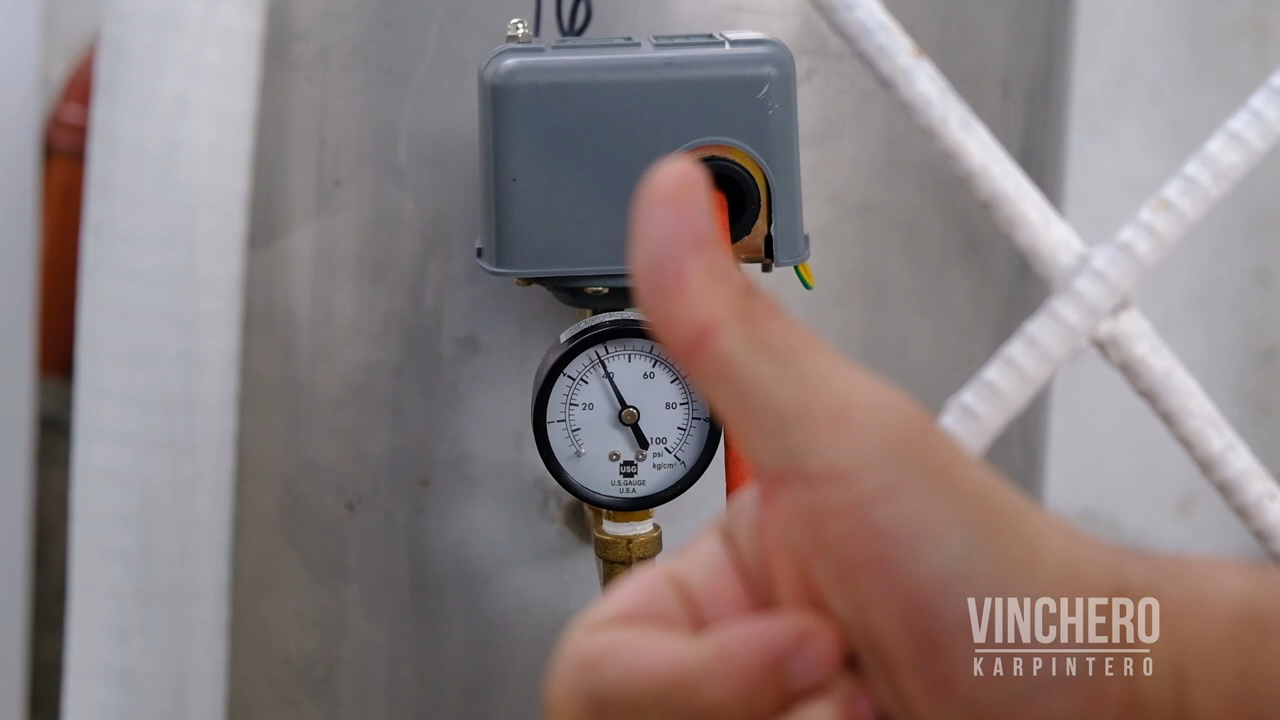 40
60
20
80
100
psi
kg/cm²
USG
U.S.GAUGE
U.S.A.
VINCHERO
KARPINTERO